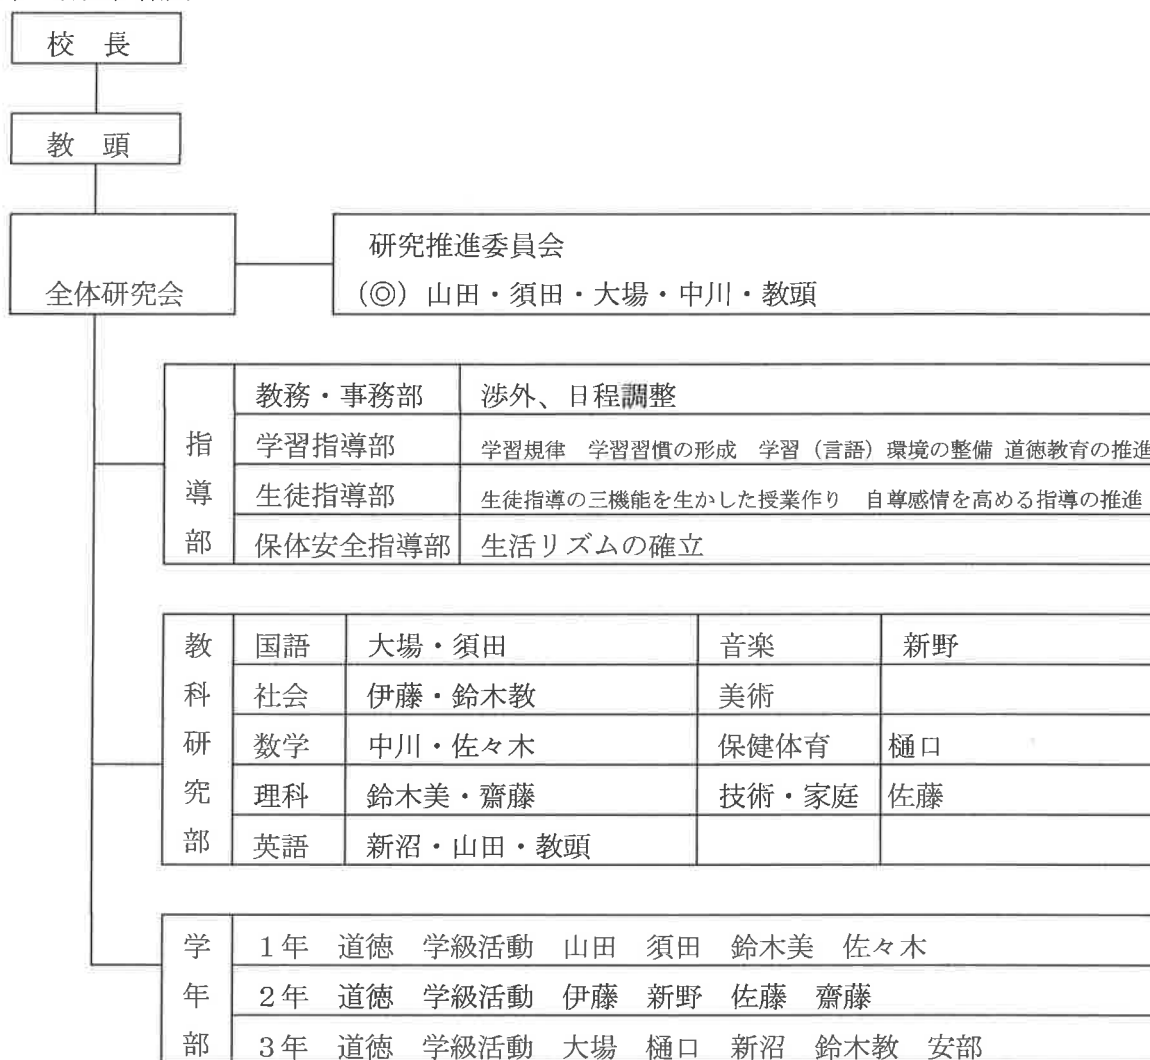 校 長
教 頭
全体研究会
研究推進委員会
(◎) 山田・須田・大場・中川・教頭
指導部
教務・事務部 渉外、日程調整
学習指導部 学習規律 学習習慣の形成 学習(言語)環境の整備 道徳教育の推進
生徒指導部 生徒指導の三機能を生かした授業作り 自尊感情を高める指導の推進
保体安全指導部 生活リズムの確立
教科研究部
国語 大場・須田 音楽 新野
社会 伊藤・鈴木教 美術
数学 中川・佐々木 保健体育 樋口
理科 鈴木美・齋藤 技術・家庭 佐藤
英語 新沼・山田・教頭
学年部
1年 道徳 学級活動 山田 須田 鈴木美 佐々木
2年 道徳 学級活動 伊藤 新野 佐藤 齋藤
3年 道徳 学級活動 大場 樋口 新沼 鈴木教 安部